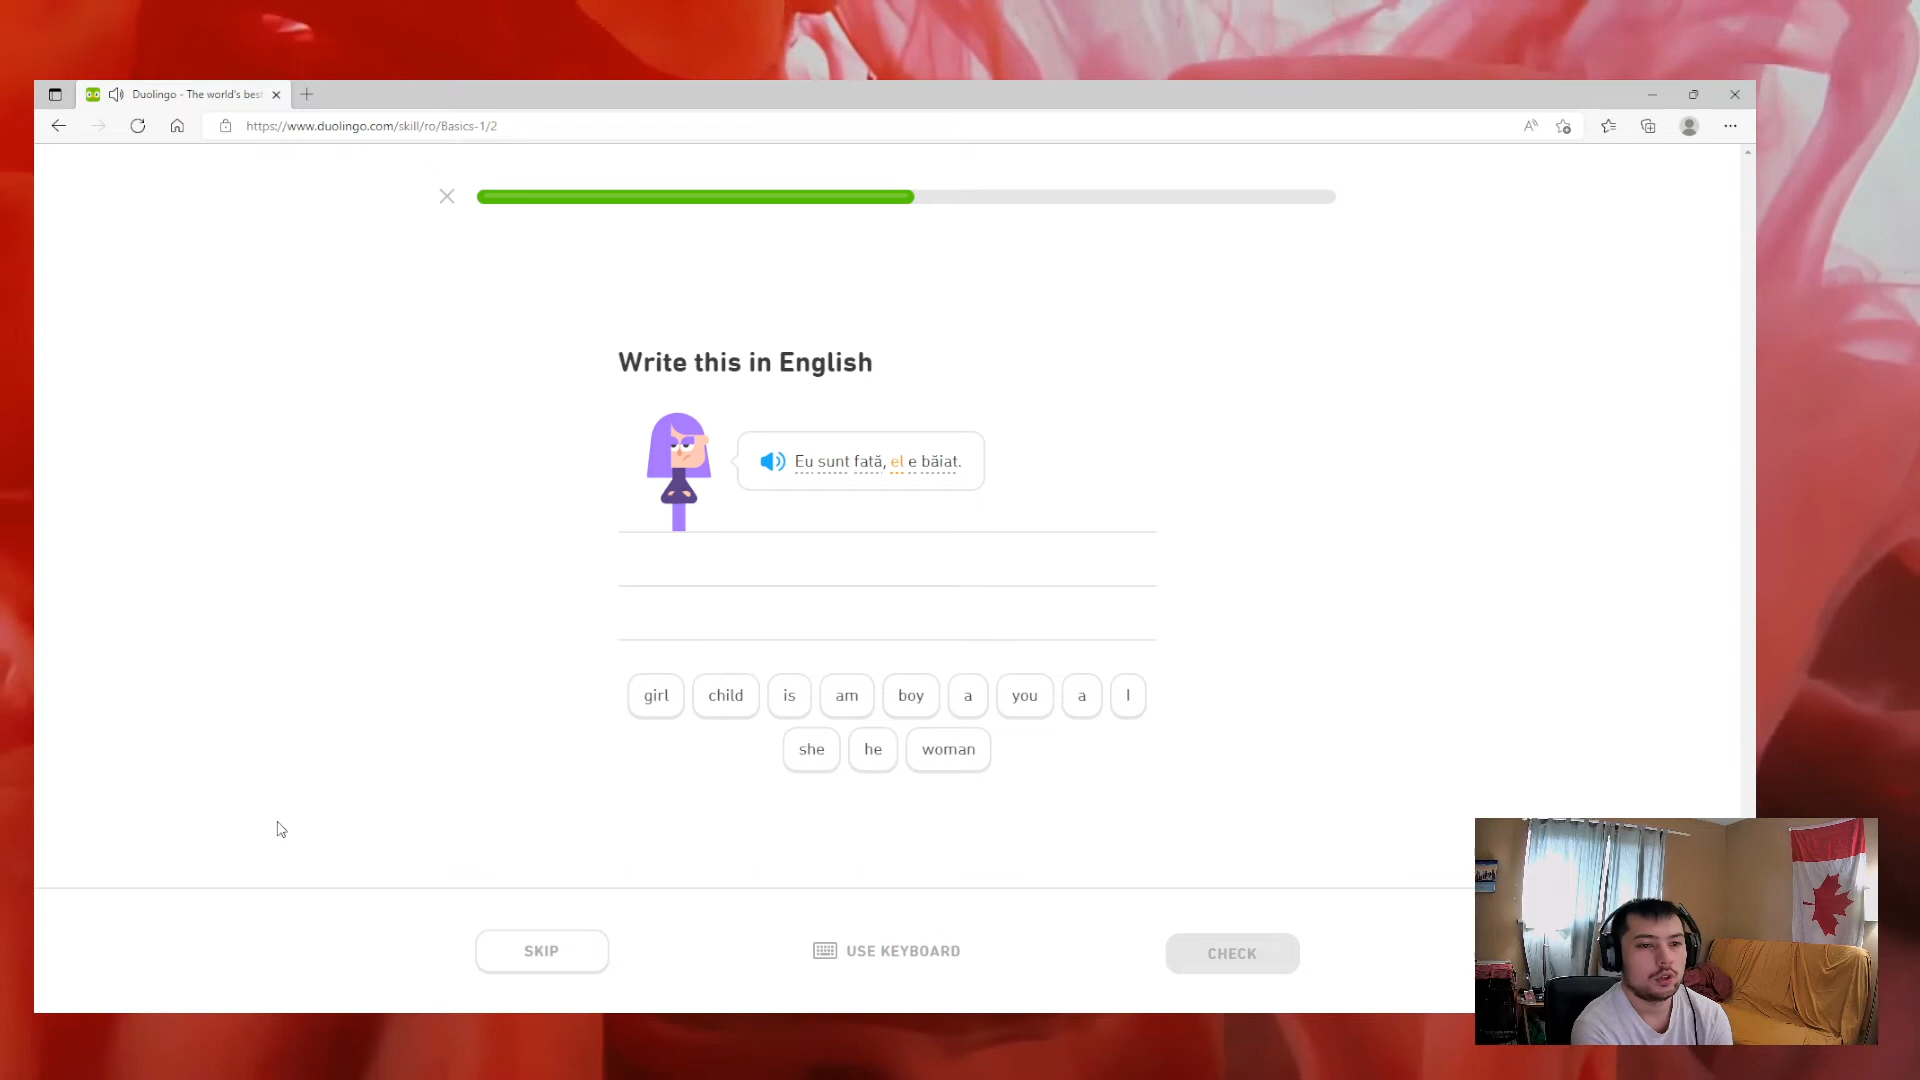 Duolingo - The world's bes
https://www.duolingo.com/skill/ro/Basics-1/2
Write this in English
Eu sunt fată, el e băiat.
girl child is am boy a you a I
she he woman
SKIP USE KEYBOARD CHECK